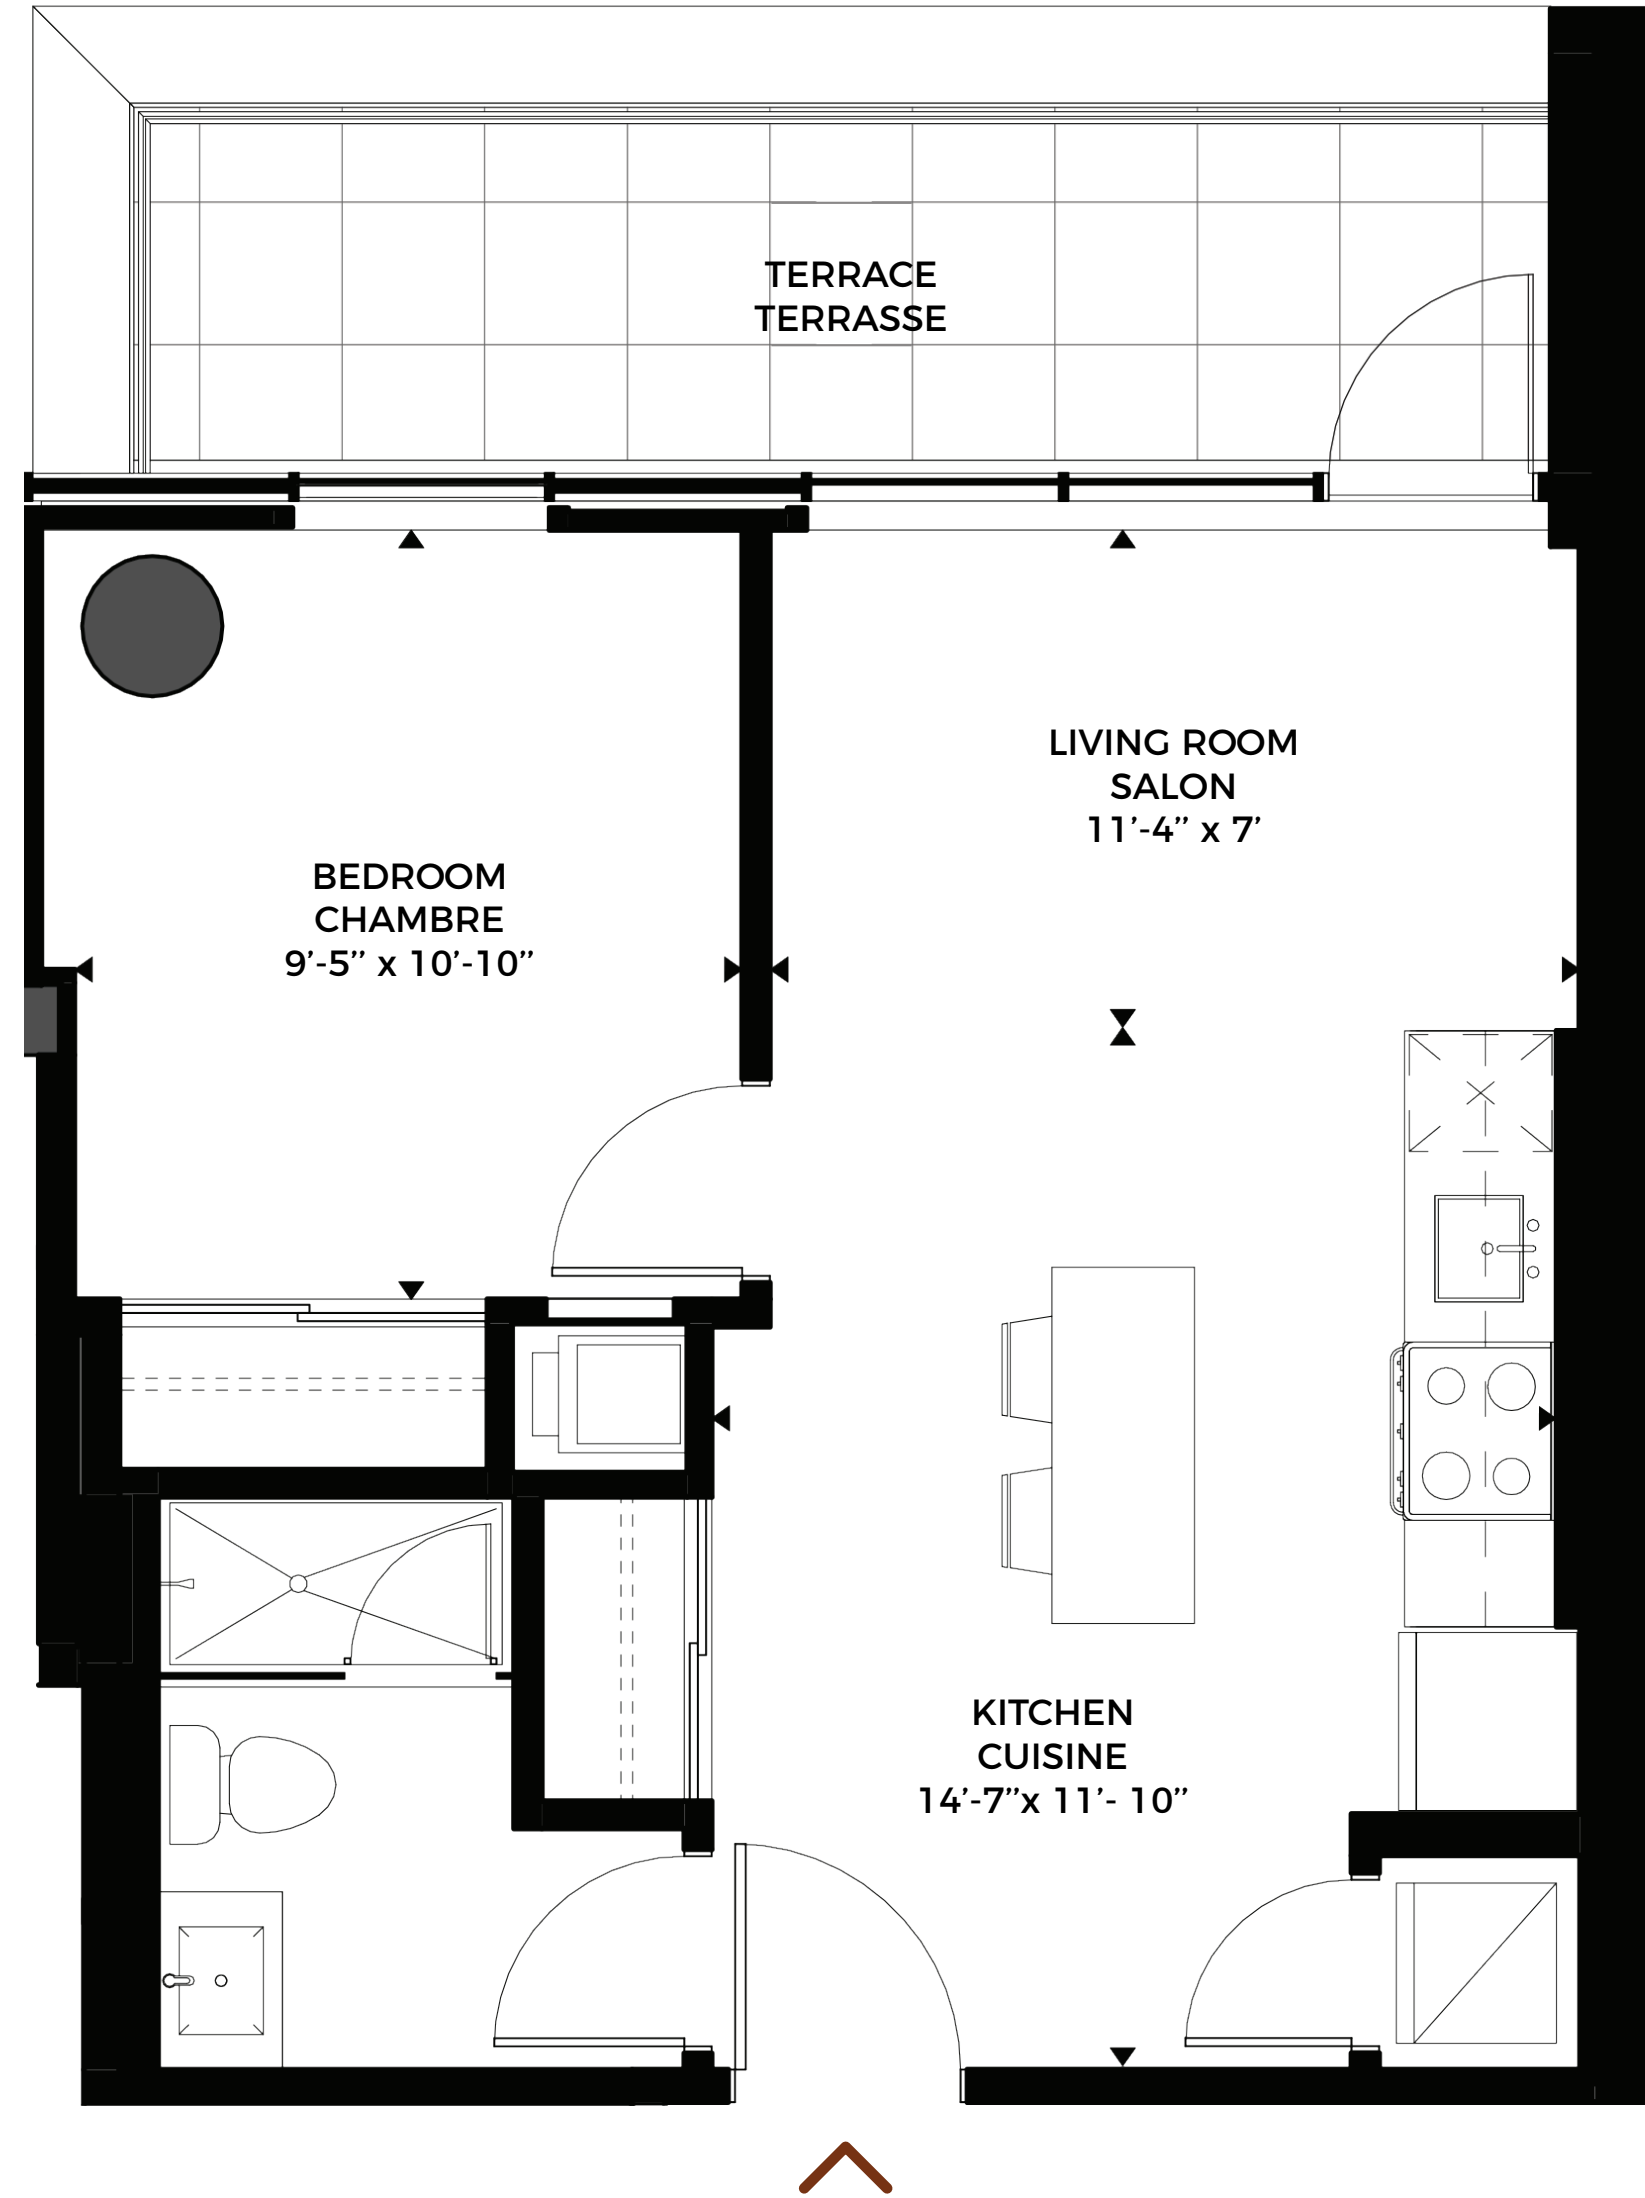 TERRACE
TERRASSE
LIVING ROOM
SALON
11’-4” x 7’
BEDROOM
CHAMBRE
9’-5” x 10’-10”
KITCHEN
CUISINE
14’-7”x 11’- 10”